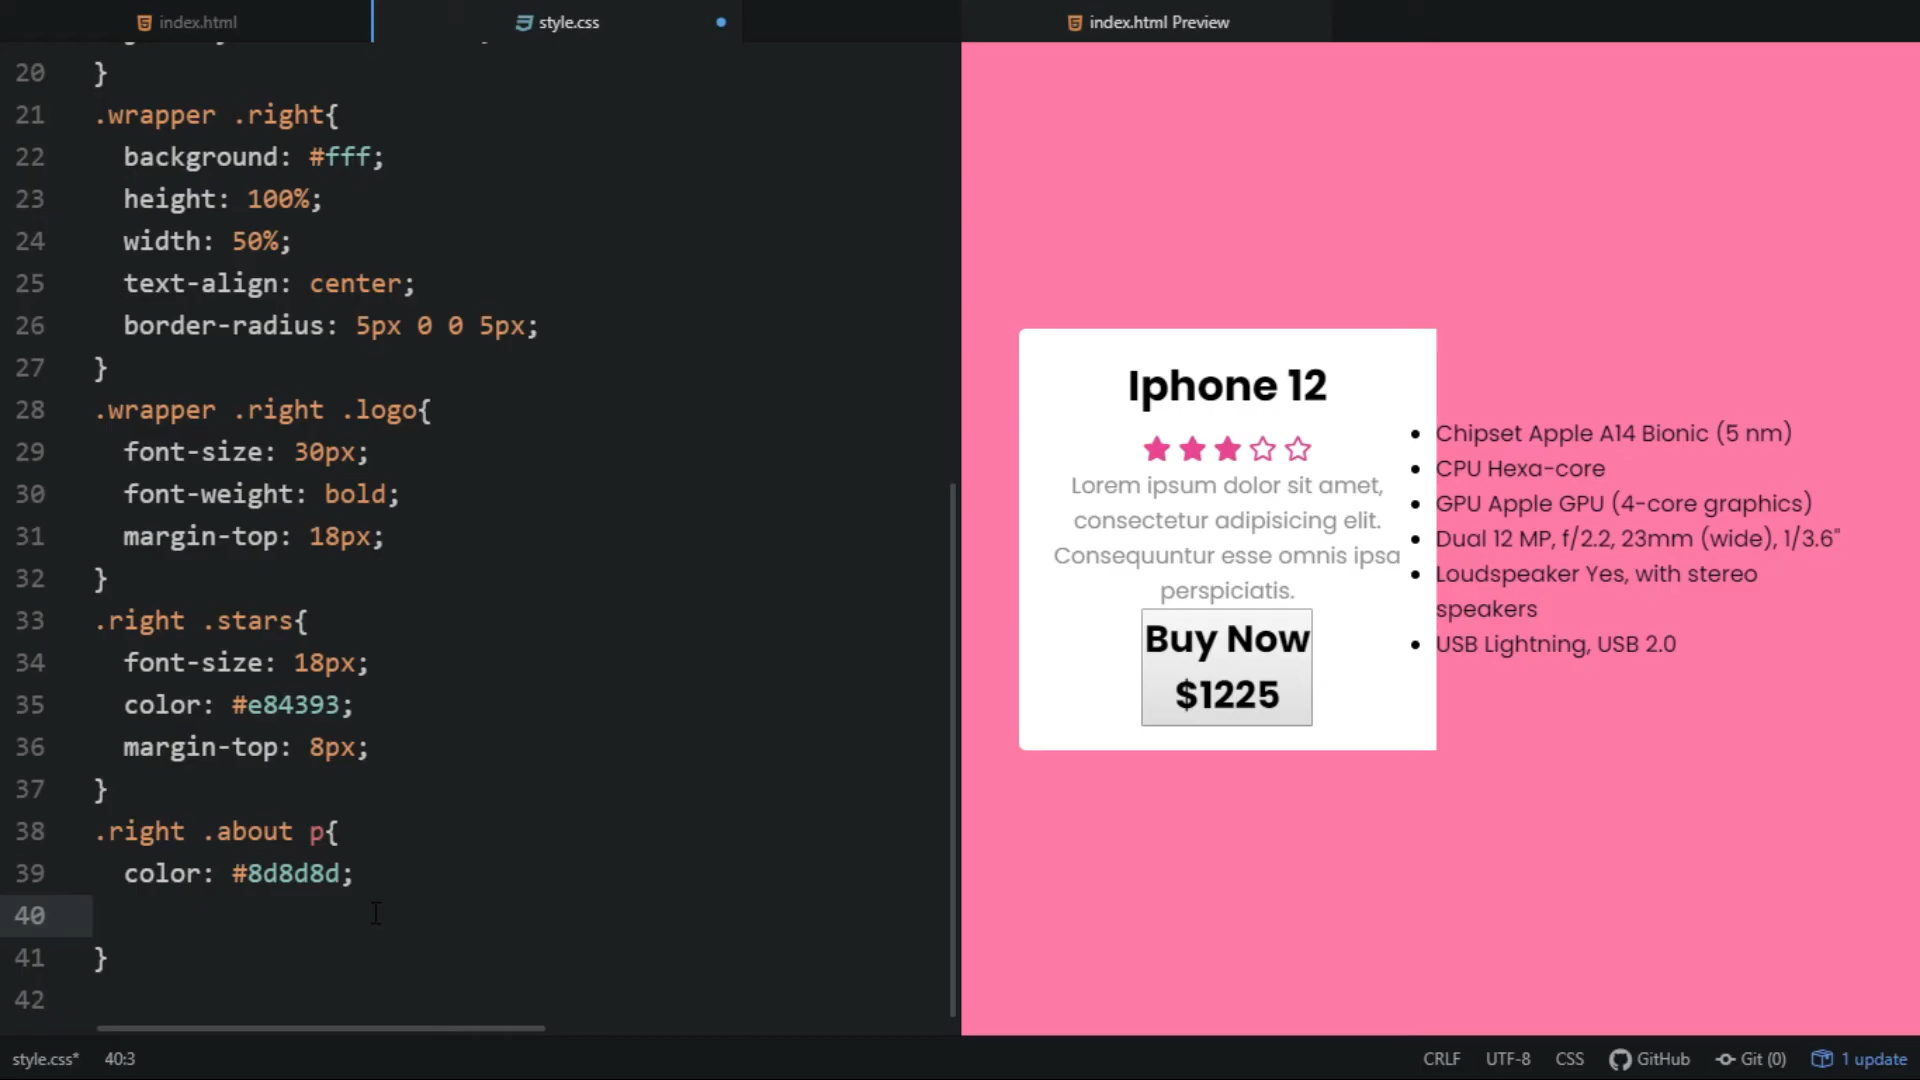 index.html
style.css
index.html Preview
20 }
21 .wrapper .right{
22 background: #fff;
23 height: 100%;
24 width: 50%;
25 text-align: center;
26 border-radius: 5px 0 0 5px;
27 }
28 .wrapper .right .logo{
29 font-size: 30px;
30 font-weight: bold;
31 margin-top: 18px;
32 }
33 .right .stars{
34 font-size: 18px;
35 color: #e84393;
36 margin-top: 8px;
37 }
38 .right .about p{
39 color: #8d8d8d;
40
41 }
42
Iphone 12
Lorem ipsum dolor sit amet,
consectetur adipisicing elit.
Consequuntur esse omnis ipsa
perspiciatis.
Buy Now
$1225
• Chipset Apple A14 Bionic (5 nm)
• CPU Hexa-core
• GPU Apple GPU (4-core graphics)
• Dual 12 MP, f/2.2, 23mm (wide), 1/3.6"
• Loudspeaker Yes, with stereo
speakers
• USB Lightning, USB 2.0
style.css* 40:3 CRLF UTF-8 CSS GitHub Git (0) 1 update